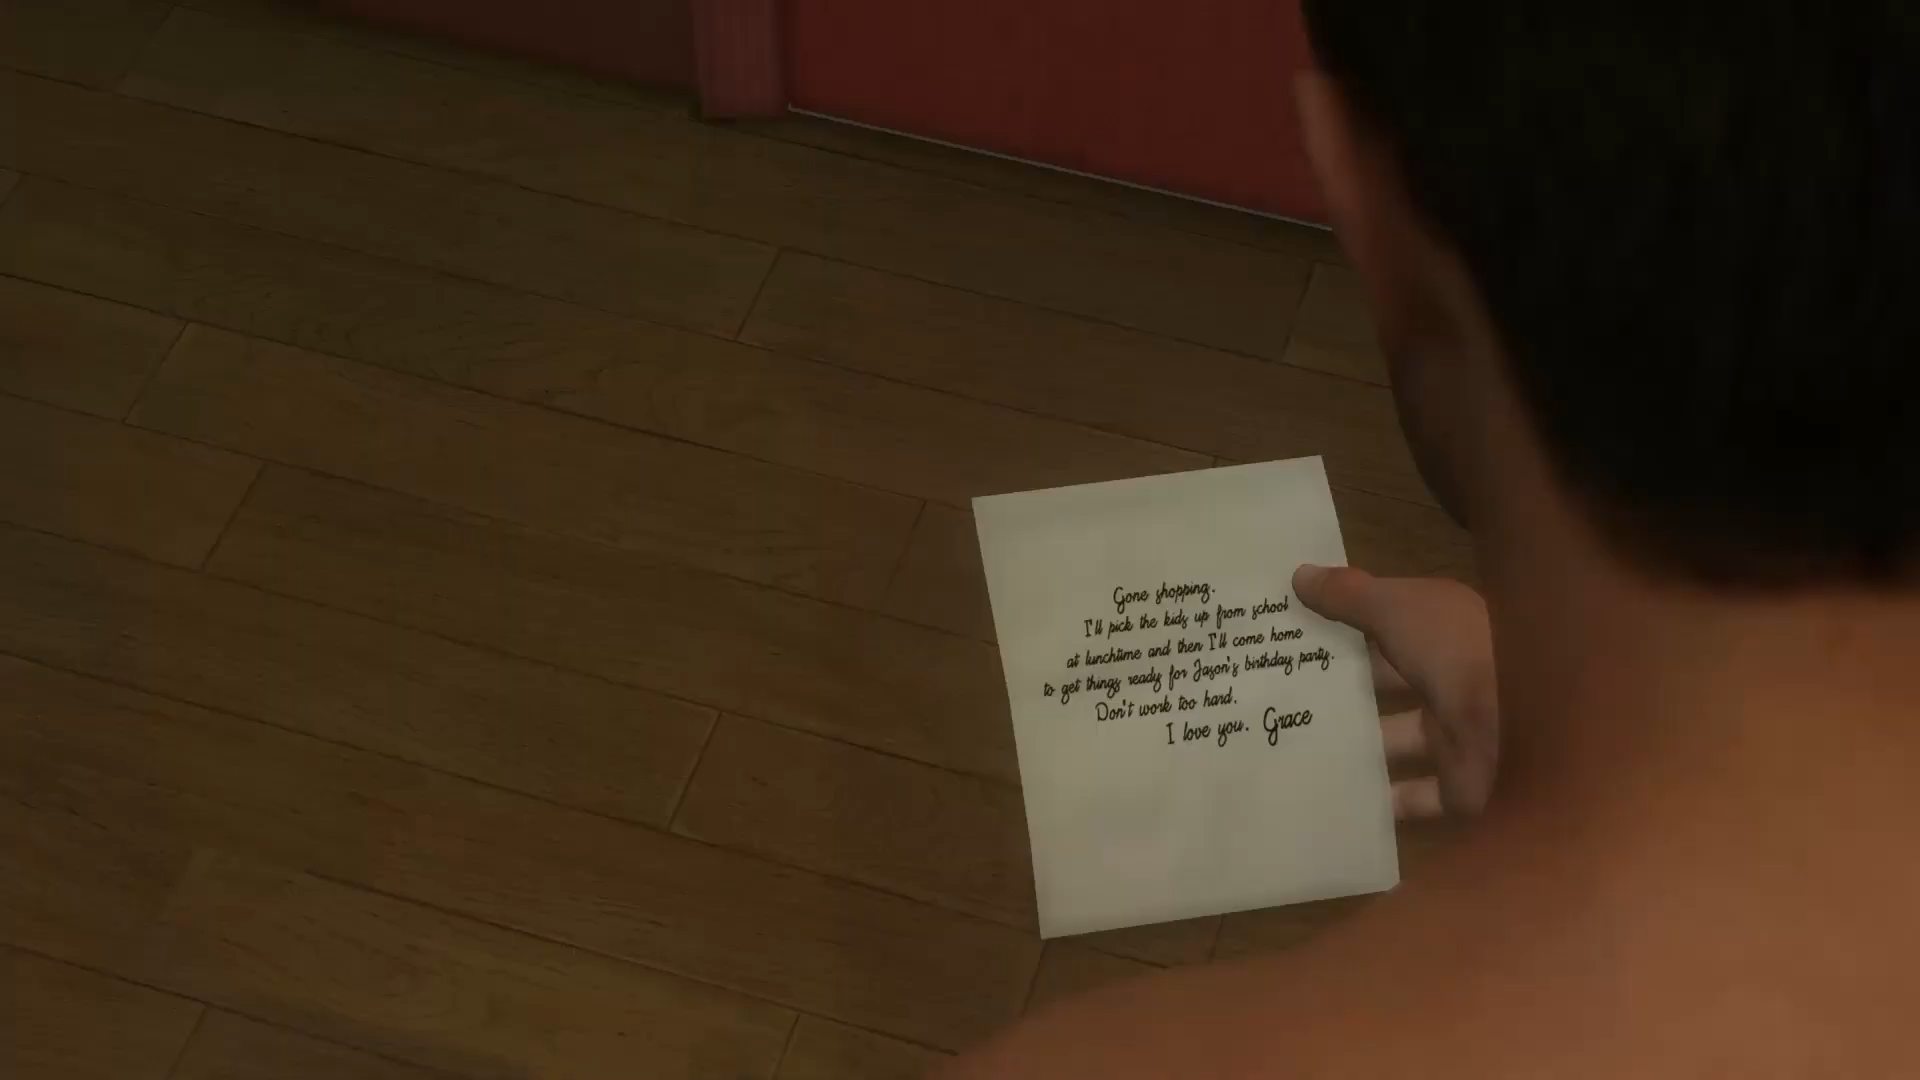 Gone shopping.
I'll pick the kids up from school
at lunchtime and then I'll come home
to get things ready for Jason's birthday party.
Don't work too hard.
I love you. Grace